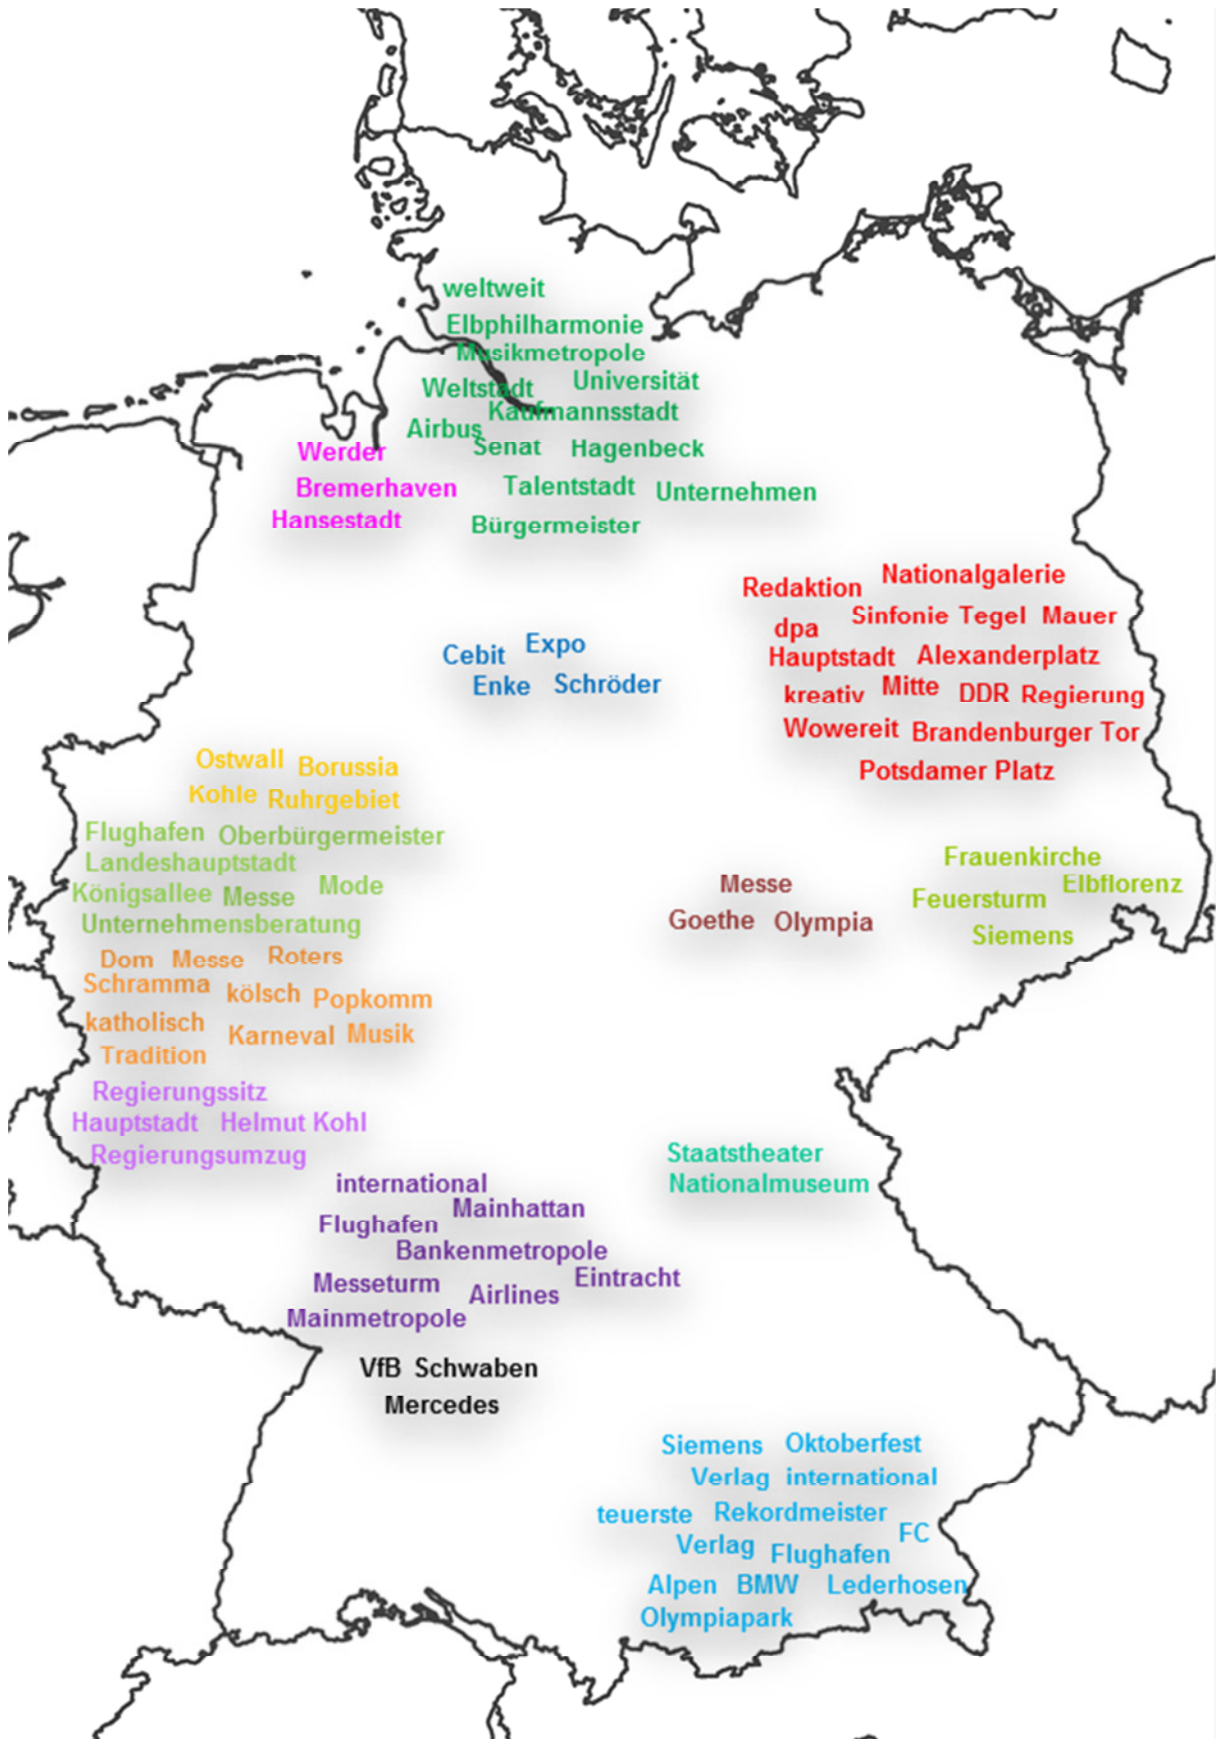 weltweit
Elbphilharmonie
Musikmetropole
Weltstadt Universität
Kaufmannsstadt
Airbus
Senat Hagenbeck
Talentstadt Unternehmen
Bürgermeister
Werder
Bremerhaven
Hansestadt
Redaktion Nationalgalerie
dpa Sinfonie Tegel Mauer
Hauptstadt Alexanderplatz
kreativ Mitte DDR Regierung
Wowereit Brandenburger Tor
Potsdamer Platz
Cebit Expo
Enke Schröder
Ostwall Borussia
Kohle Ruhrgebiet
Flughafen Oberbürgermeister
Landeshauptstadt
Königsallee Messe Mode
Unternehmensberatung
Messe
Goethe Olympia
Frauenkirche
Feuersturm Elbflorenz
Siemens
Dom Messe Roters
Schramma kölsch Popkomm
katholisch Karneval Musik
Tradition
Regierungssitz
Hauptstadt Helmut Kohl
Regierungsumzug
Staatstheater
Nationalmuseum
international
Flughafen Mainhattan
Bankenmetropole
Messeturm Airlines Eintracht
Mainmetropole
VfB Schwaben
Mercedes
Siemens Oktoberfest
Verlag international
teuerste Rekordmeister
Verlag Flughafen FC
Alpen BMW Lederhosen
Olympiapark